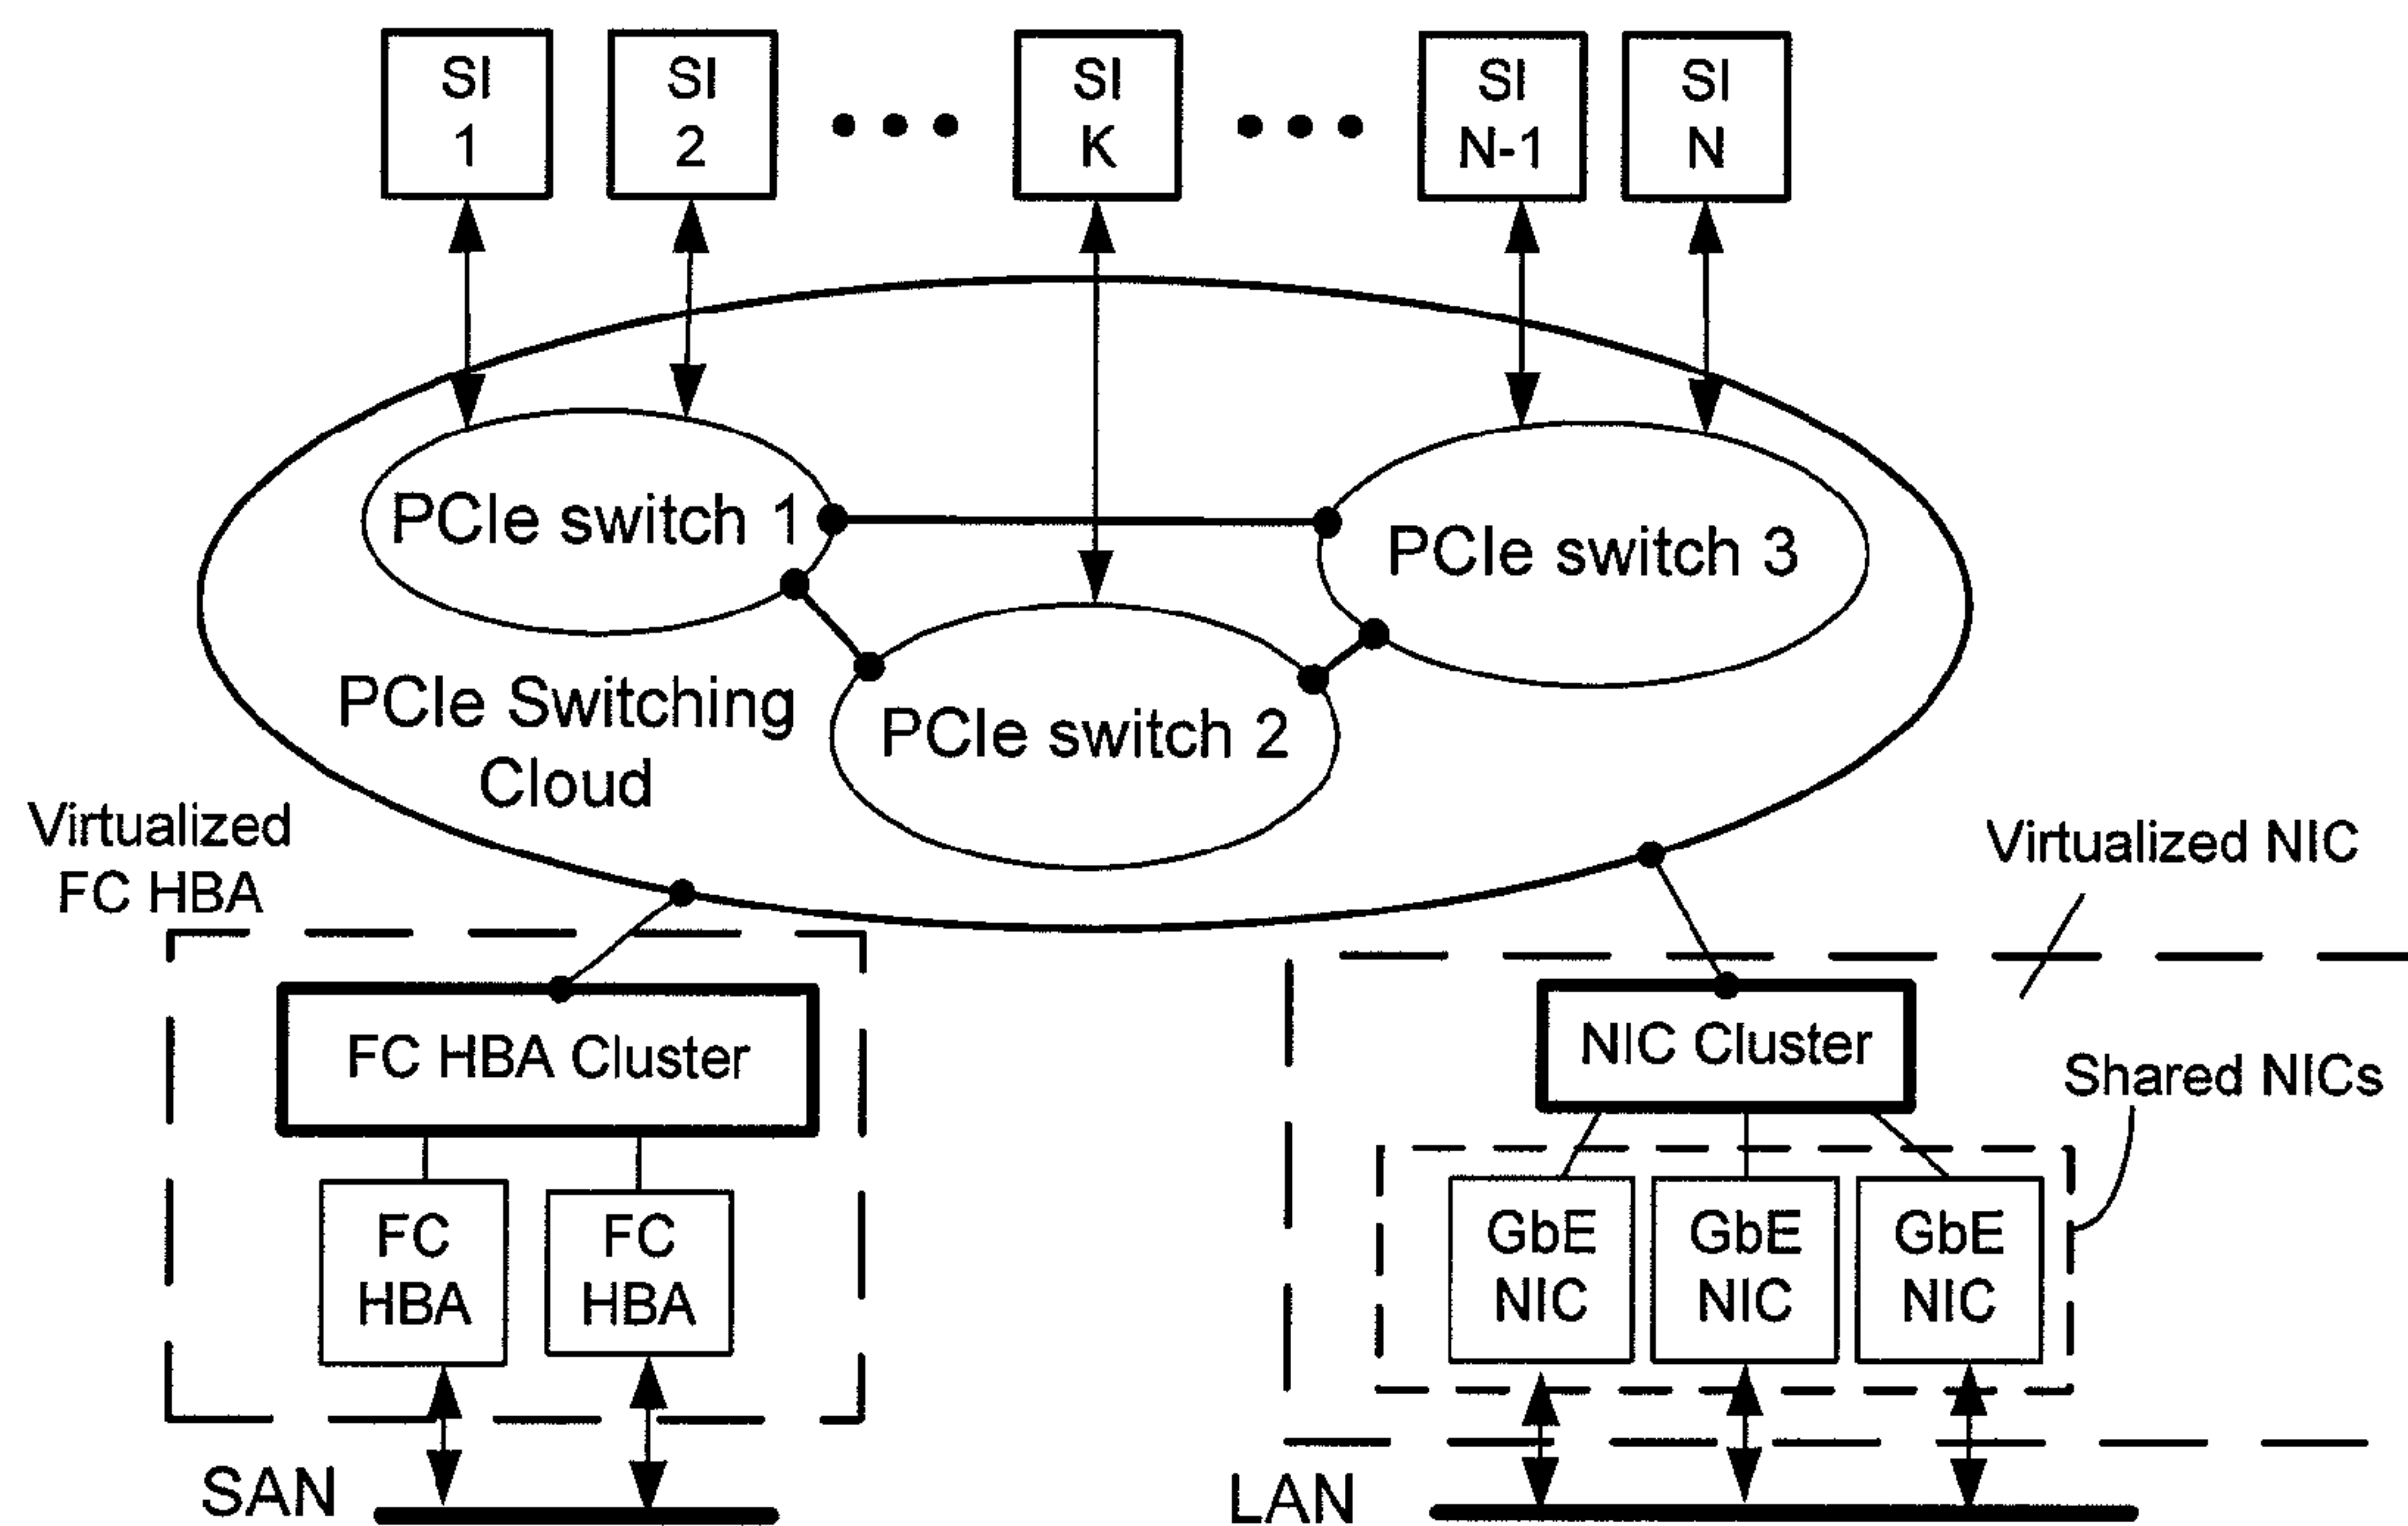 SI
1
SI
2
SI
K
SI
N-1
SI
N
PCIe switch 1
PCIe switch 3
PCIe switch 2
PCIe Switching
Cloud
Virtualized
FC HBA
Virtualized NIC
FC HBA Cluster
NIC Cluster
Shared NICs
FC
HBA
FC
HBA
GbE
NIC
GbE
NIC
GbE
NIC
SAN
LAN